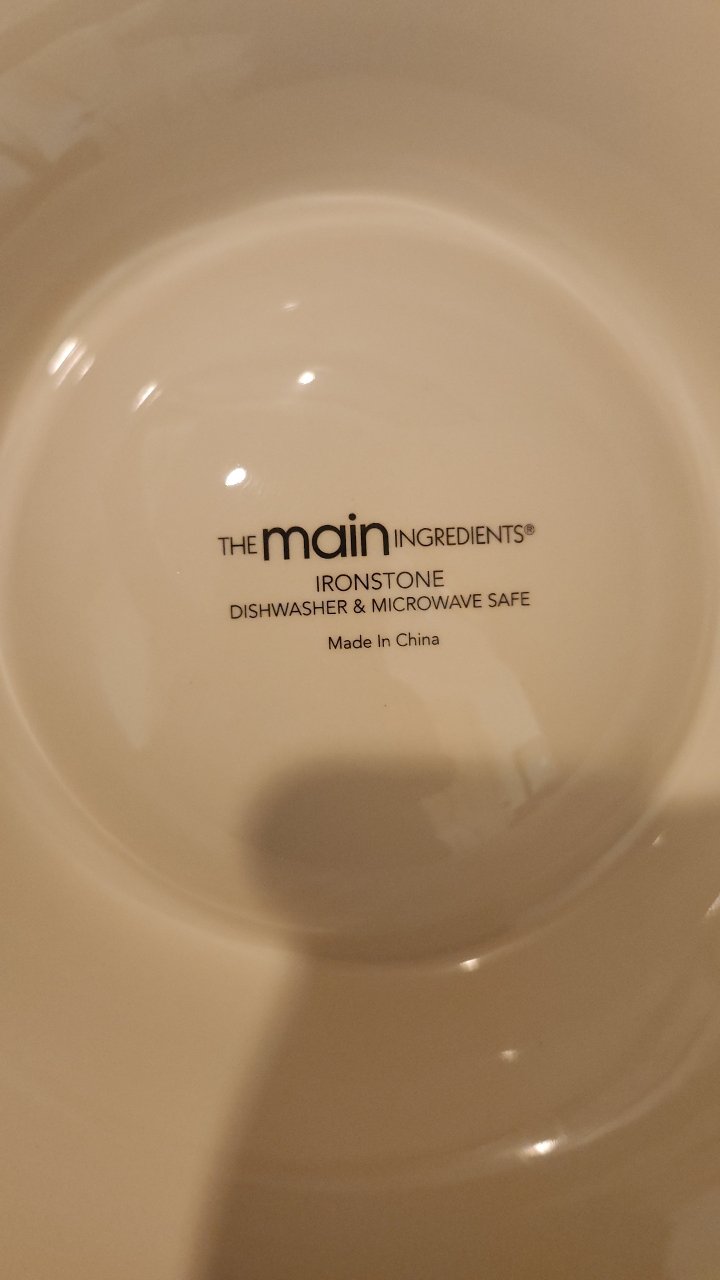 THE main INGREDIENTS®
IRONSTONE
DISHWASHER & MICROWAVE SAFE
Made In China